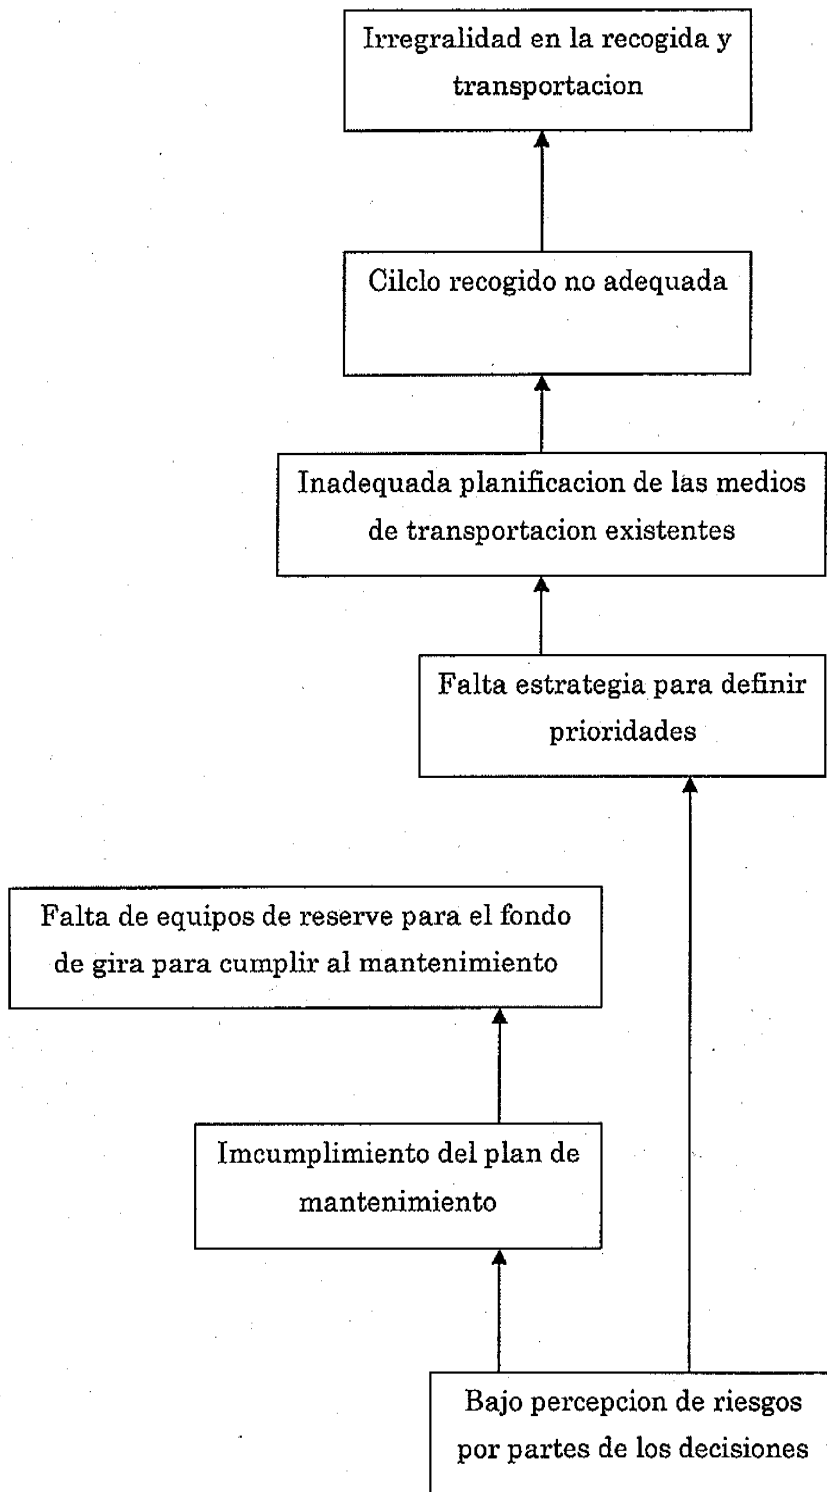 Irregralidad en la recogida y
transportacion
Cilclo recogido no adequada
Inadequada planificacion de las medios
de transportacion existentes
Falta estrategia para definir
prioridades
Falta de equipos de reserve para el fondo
de gira para cumplir al mantenimiento
Imcumplimiento del plan de
mantenimiento
Bajo percepcion de riesgos
por partes de los decisiones